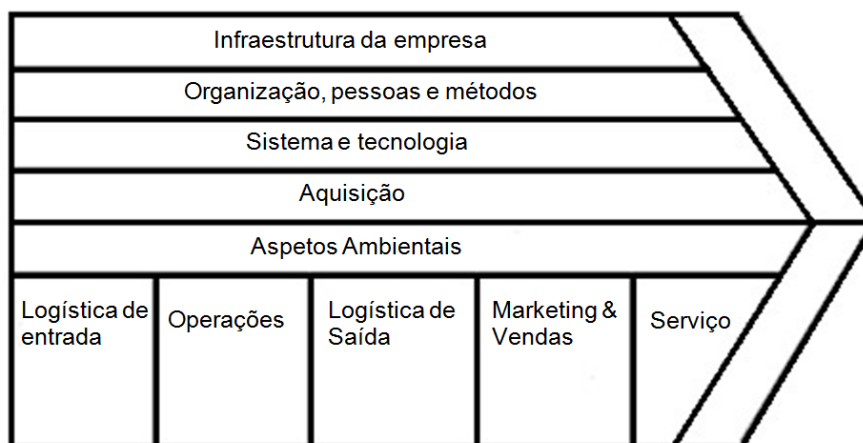 Infraestrutura da empresa
Organização, pessoas e métodos
Sistema e tecnologia
Aquisição
Aspetos Ambientais
Logística de
entrada
Operações
Logística de
Saída
Marketing &
Vendas
Serviço